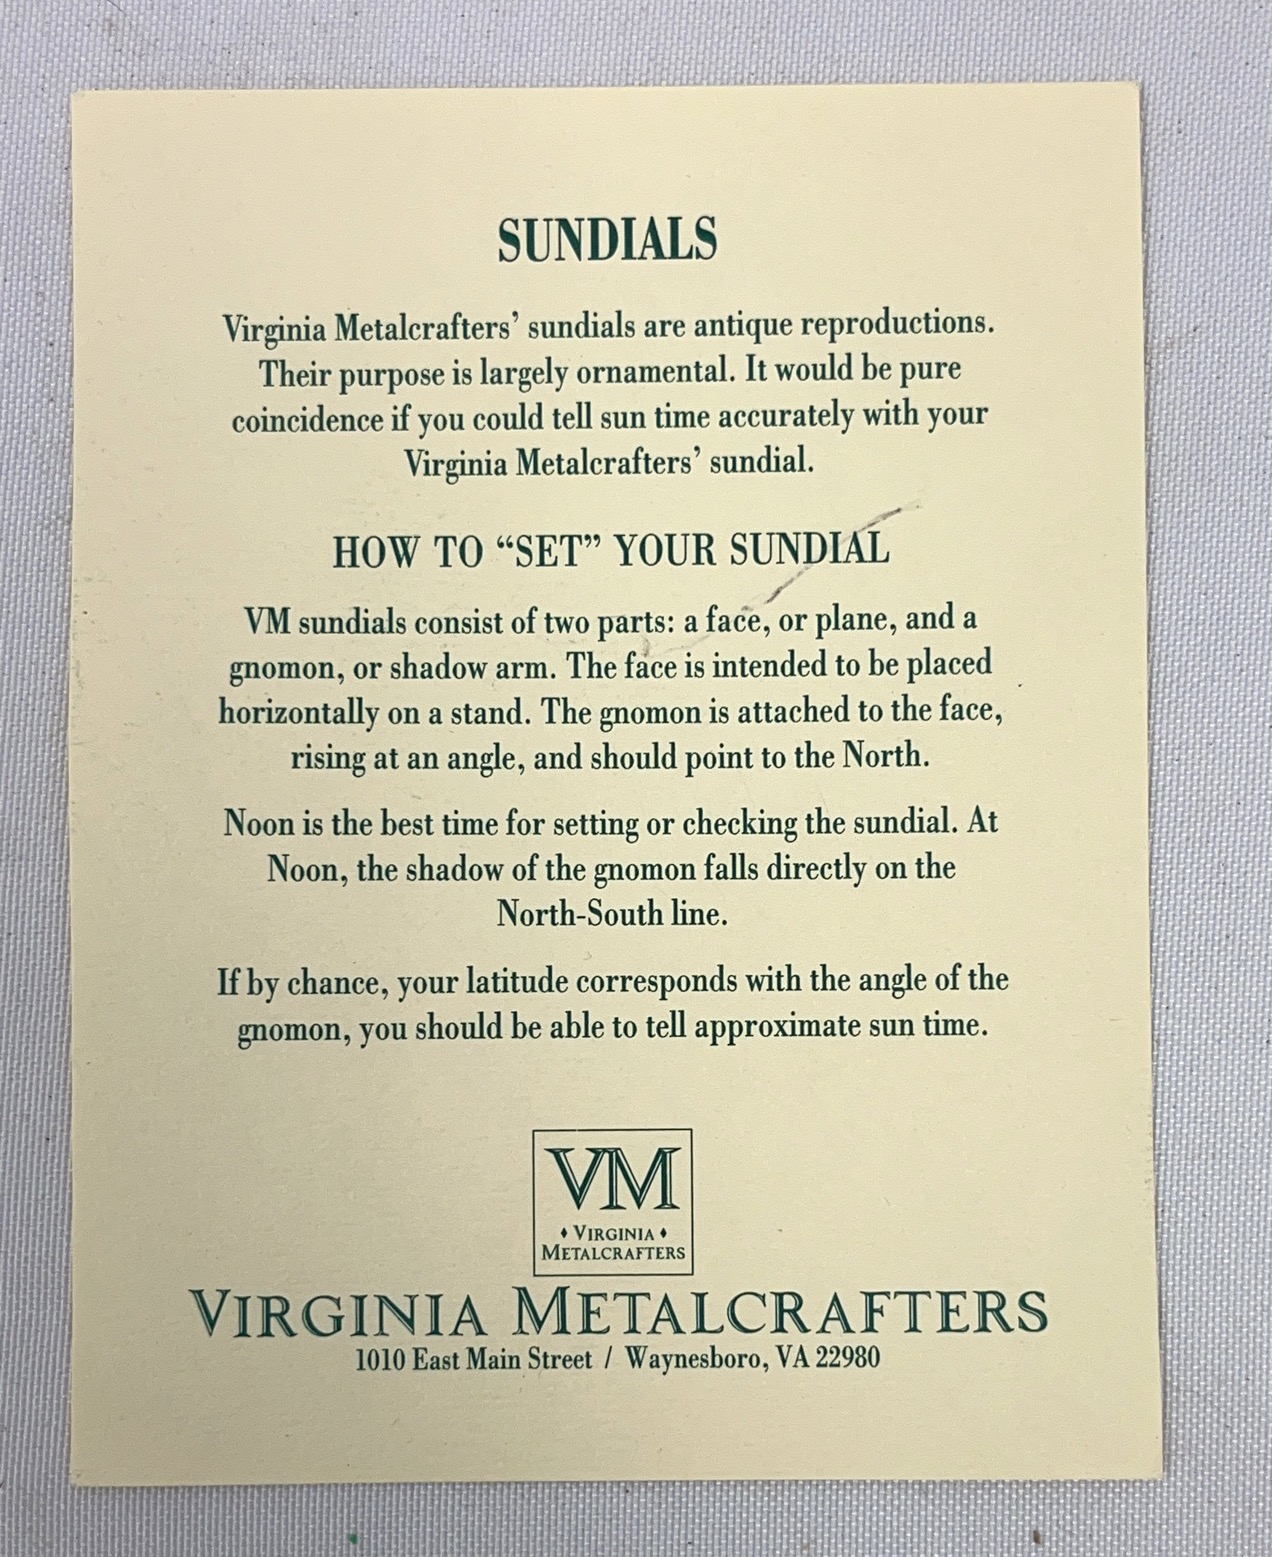 SUNDIALS
Virginia Metalcrafters’ sundials are antique reproductions.
Their purpose is largely ornamental. It would be pure
coincidence if you could tell sun time accurately with your
Virginia Metalcrafters’ sundial.
HOW TO “SET” YOUR SUNDIAL
VM sundials consist of two parts: a face, or plane, and a
gnomon, or shadow arm. The face is intended to be placed
horizontally on a stand. The gnomon is attached to the face,
rising at an angle, and should point to the North.
Noon is the best time for setting or checking the sundial. At
Noon, the shadow of the gnomon falls directly on the
North-South line.
If by chance, your latitude corresponds with the angle of the
gnomon, you should be able to tell approximate sun time.
VM
♦ VIRGINIA ♦
METALCRAFTERS
VIRGINIA METALCRAFTERS
1010 East Main Street / Waynesboro, VA 22980